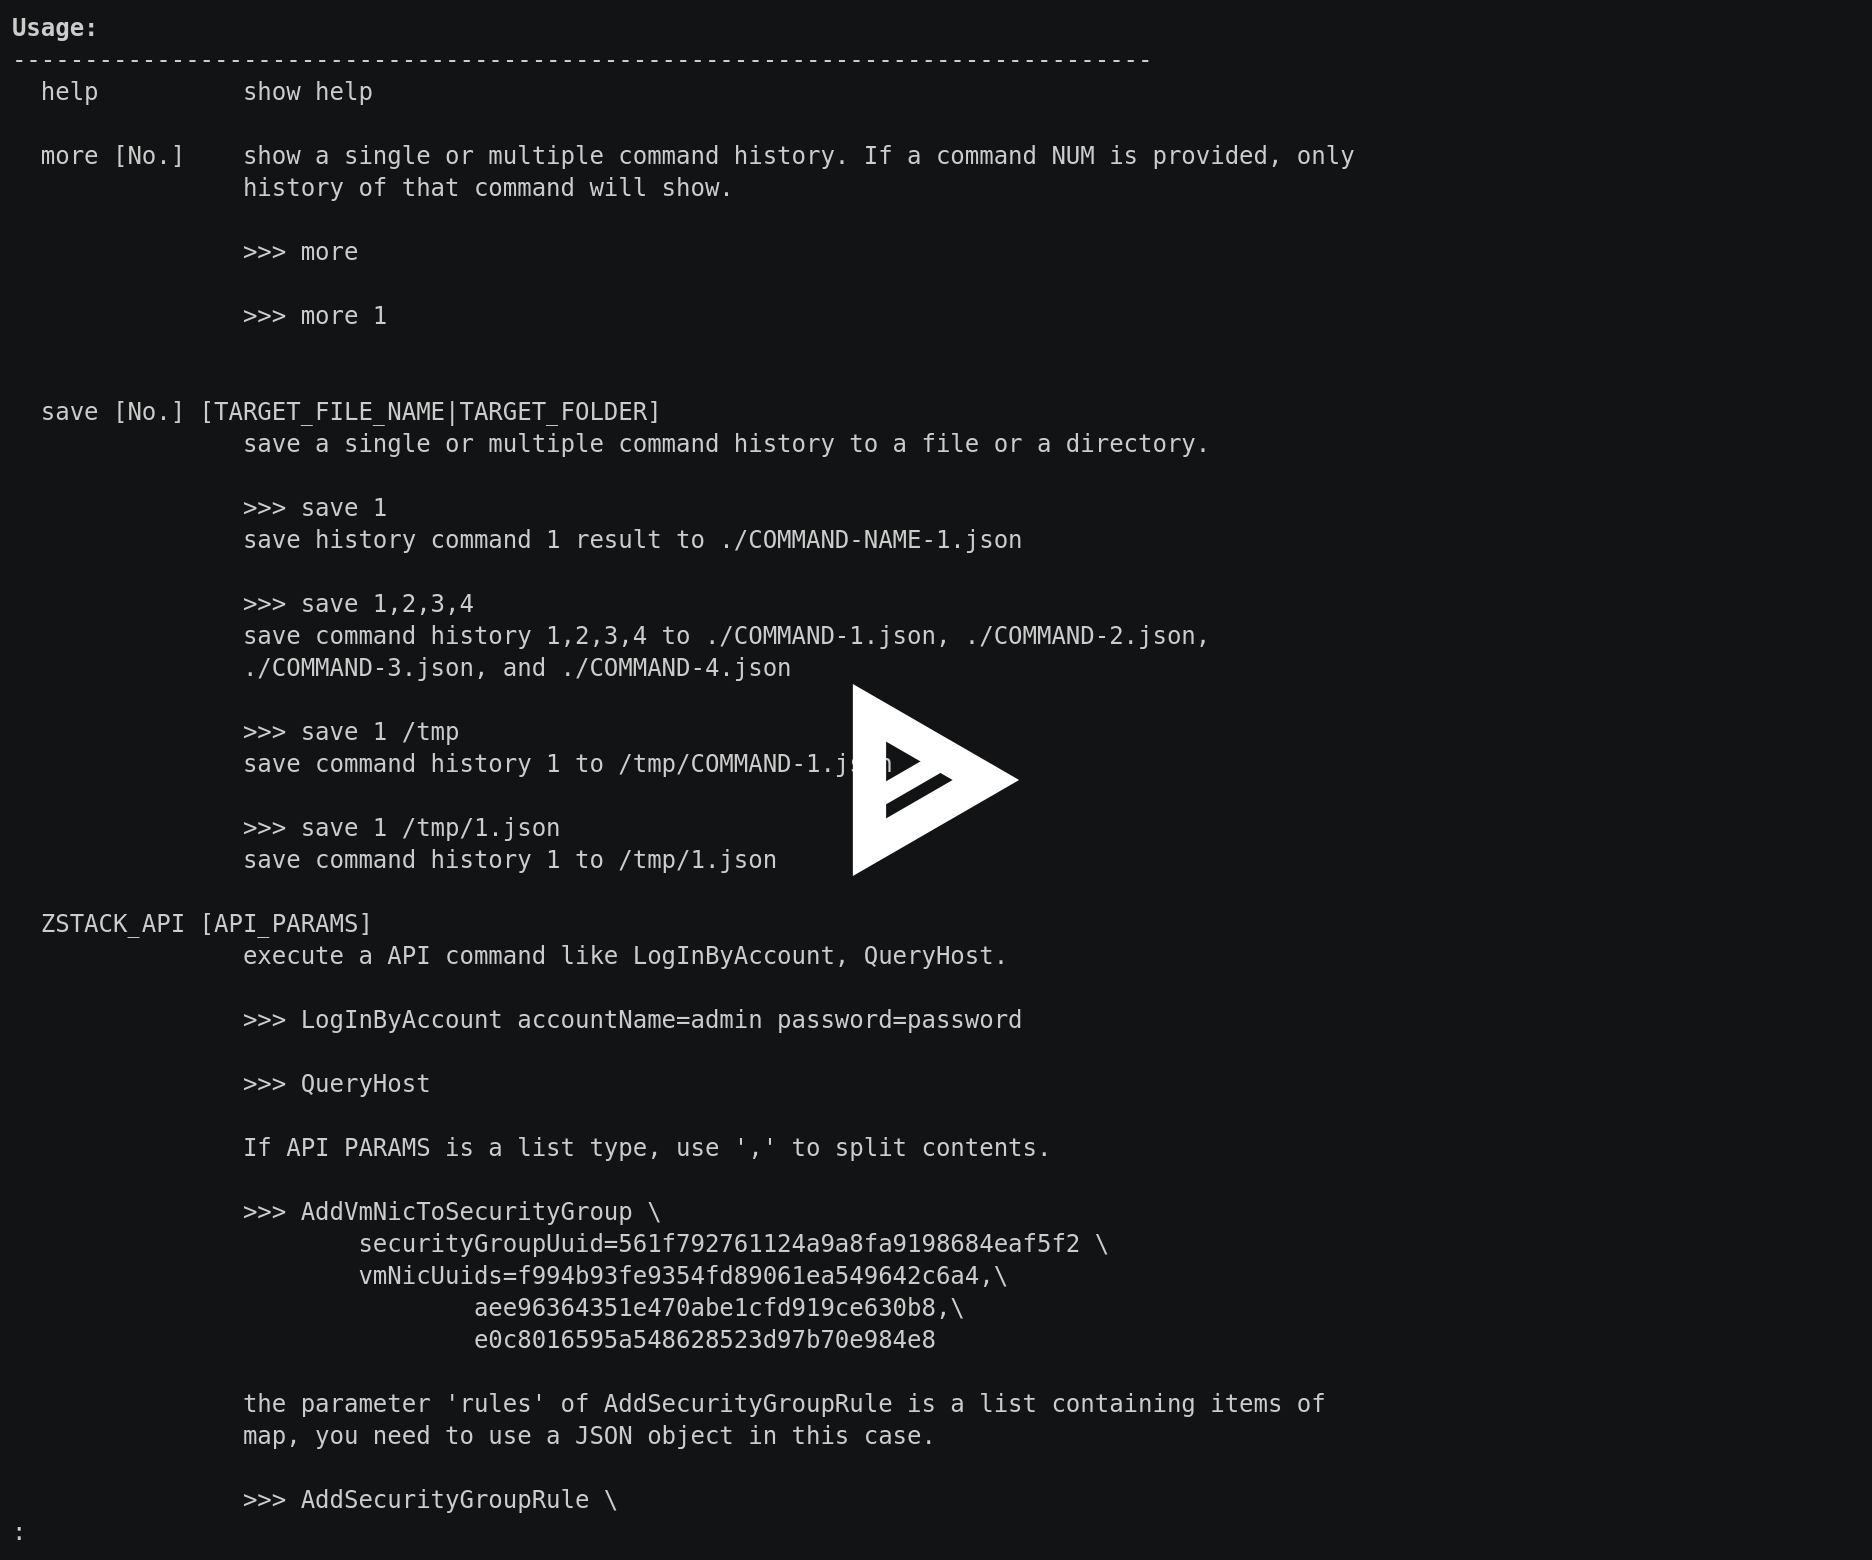 Usage:
-------------------------------------------------------------------------------
  help          show help

  more [No.]    show a single or multiple command history. If a command NUM is provided, only
                history of that command will show.

                >>> more

                >>> more 1


  save [No.] [TARGET_FILE_NAME|TARGET_FOLDER]
                save a single or multiple command history to a file or a directory.

                >>> save 1
                save history command 1 result to ./COMMAND-NAME-1.json

                >>> save 1,2,3,4
                save command history 1,2,3,4 to ./COMMAND-1.json, ./COMMAND-2.json,
                ./COMMAND-3.json, and ./COMMAND-4.json

                >>> save 1 /tmp
                save command history 1 to /tmp/COMMAND-1.json

                >>> save 1 /tmp/1.json
                save command history 1 to /tmp/1.json

  ZSTACK_API [API_PARAMS]
                execute a API command like LogInByAccount, QueryHost.

                >>> LogInByAccount accountName=admin password=password

                >>> QueryHost

                If API PARAMS is a list type, use ',' to split contents.

                >>> AddVmNicToSecurityGroup \
                        securityGroupUuid=561f792761124a9a8fa9198684eaf5f2 \
                        vmNicUuids=f994b93fe9354fd89061ea549642c6a4,\
                                aee96364351e470abe1cfd919ce630b8,\
                                e0c8016595a548628523d97b70e984e8

                the parameter 'rules' of AddSecurityGroupRule is a list containing items of
                map, you need to use a JSON object in this case.

                >>> AddSecurityGroupRule \
: